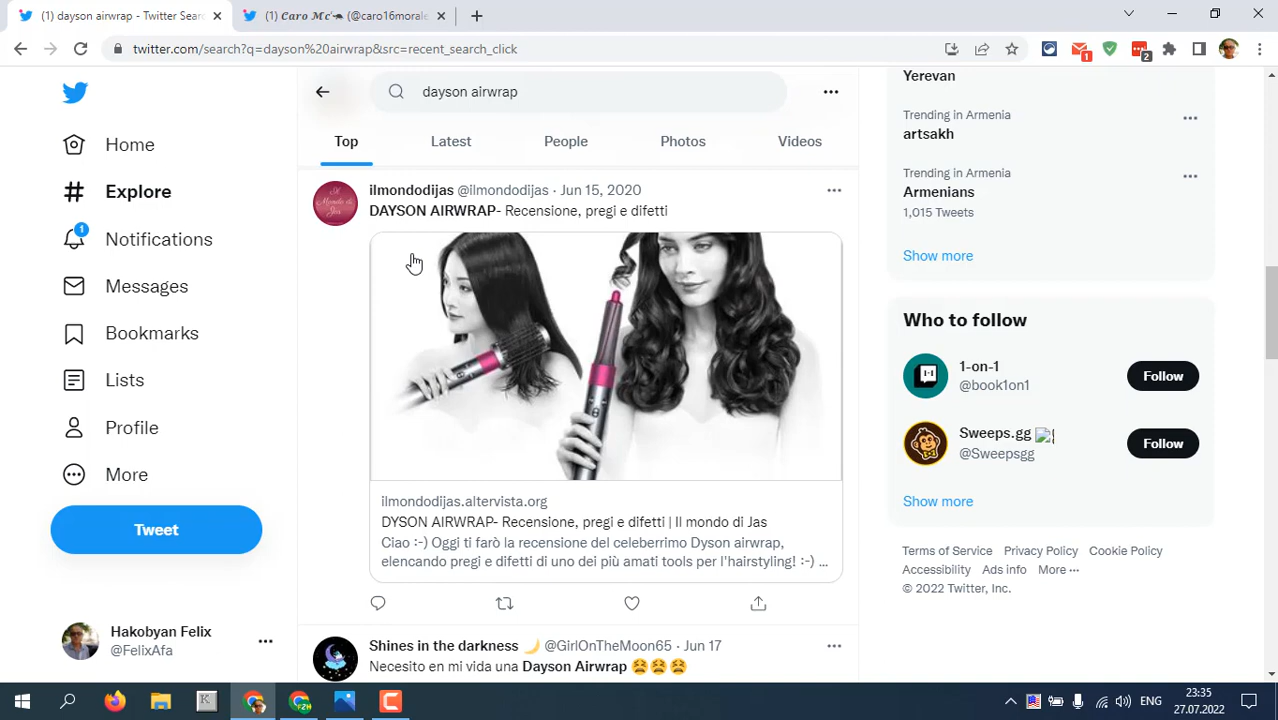 (1) dayson airwrap - Twitter Sear
(1) 𝑪𝒂𝒓𝒐 𝑴𝒄 (@caro16morale
twitter.com/search?q=dayson%20airwrap&src=recent_search_click
1
2
Home
Explore
1
Notifications
Messages
Bookmarks
Lists
Profile
More
Tweet
Hakobyan Felix
@FelixAfa
dayson airwrap
Top
Latest
People
Photos
Videos
ilmondodijas @ilmondodijas · Jun 15, 2020
DAYSON AIRWRAP- Recensione, pregi e difetti
ilmondodijas.altervista.org
DYSON AIRWRAP- Recensione, pregi e difetti | Il mondo di Jas
Ciao :-) Oggi ti farò la recensione del celeberrimo Dyson airwrap,
elencando pregi e difetti di uno dei più amati tools per l'hairstyling! :-) ...
Shines in the darkness 🌙 @GirlOnTheMoon65 · Jun 17
Necesito en mi vida una Dayson Airwrap 😫😫😫
Yerevan
Trending in Armenia
artsakh
Trending in Armenia
Armenians
1,015 Tweets
Show more
Who to follow
1-on-1
@book1on1
Follow
Sweeps.gg
@Sweepsgg
Follow
Show more
Terms of Service Privacy Policy Cookie Policy
Accessibility Ads info More ···
© 2022 Twitter, Inc.
ENG
23:35
27.07.2022